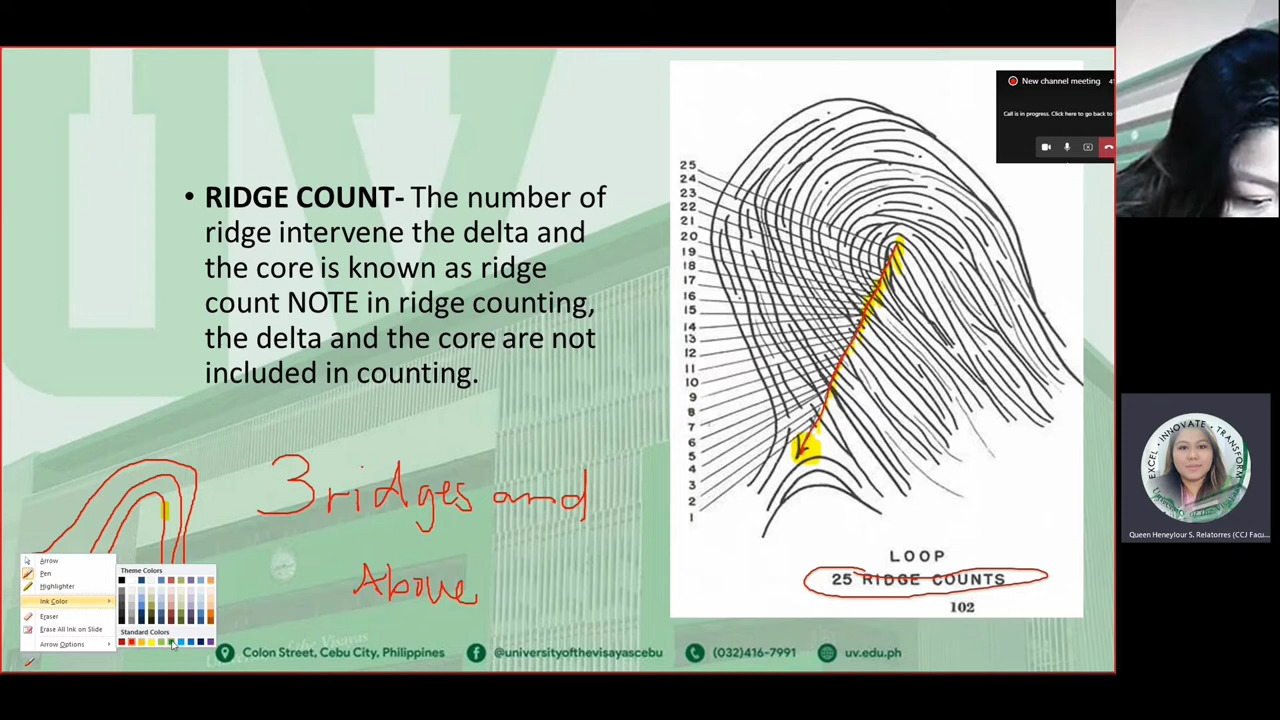 • RIDGE COUNT- The number of
ridge intervene the delta and
the core is known as ridge
count NOTE in ridge counting,
the delta and the core are not
included in counting.
3 ridges and
Above
25
24
23
22
21
20
19
18
17
16
15
14
13
12
11
10
9
8
7
6
5
4
3
2
1
LOOP
25 RIDGE COUNTS
102
New channel meeting
Call is in progress. Click here to go back to
EXCEL • INNOVATE • TRANSFORM
Queen Heneylour S. Relatorres (CCJ Facu...
Arrow
Pen
Highlighter
Ink Color
Eraser
Erase All Ink on Slide
Arrow Options
Theme Colors
Standard Colors
Colon Street, Cebu City, Philippines
@universityofthevisayascebu
(032)416-7991
uv.edu.ph